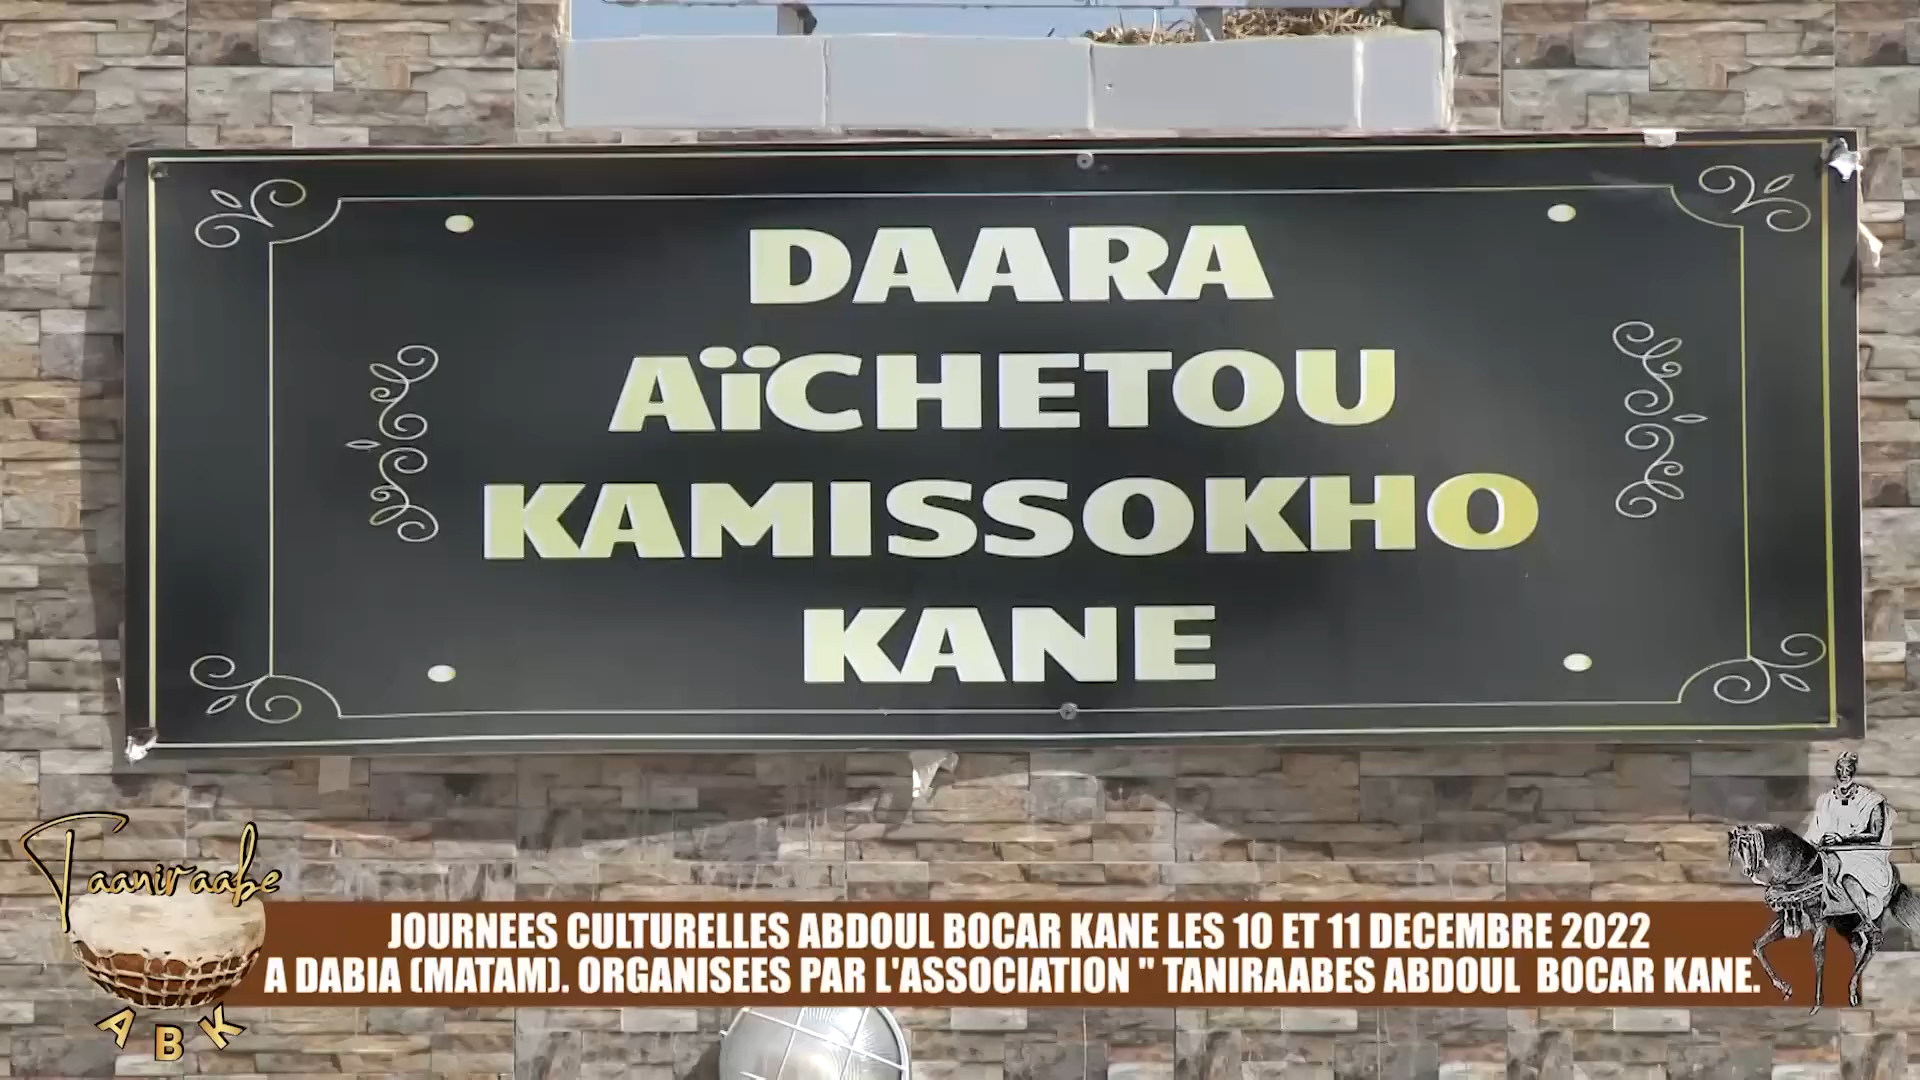 DAARA
AÏCHETOU
KAMISSOKHO
KANE
Taaniraabe
A B K
JOURNEES CULTURELLES ABDOUL BOCAR KANE LES 10 ET 11 DECEMBRE 2022
A DABIA (MATAM). ORGANISEES PAR L'ASSOCIATION " TANIRAABES ABDOUL BOCAR KANE.